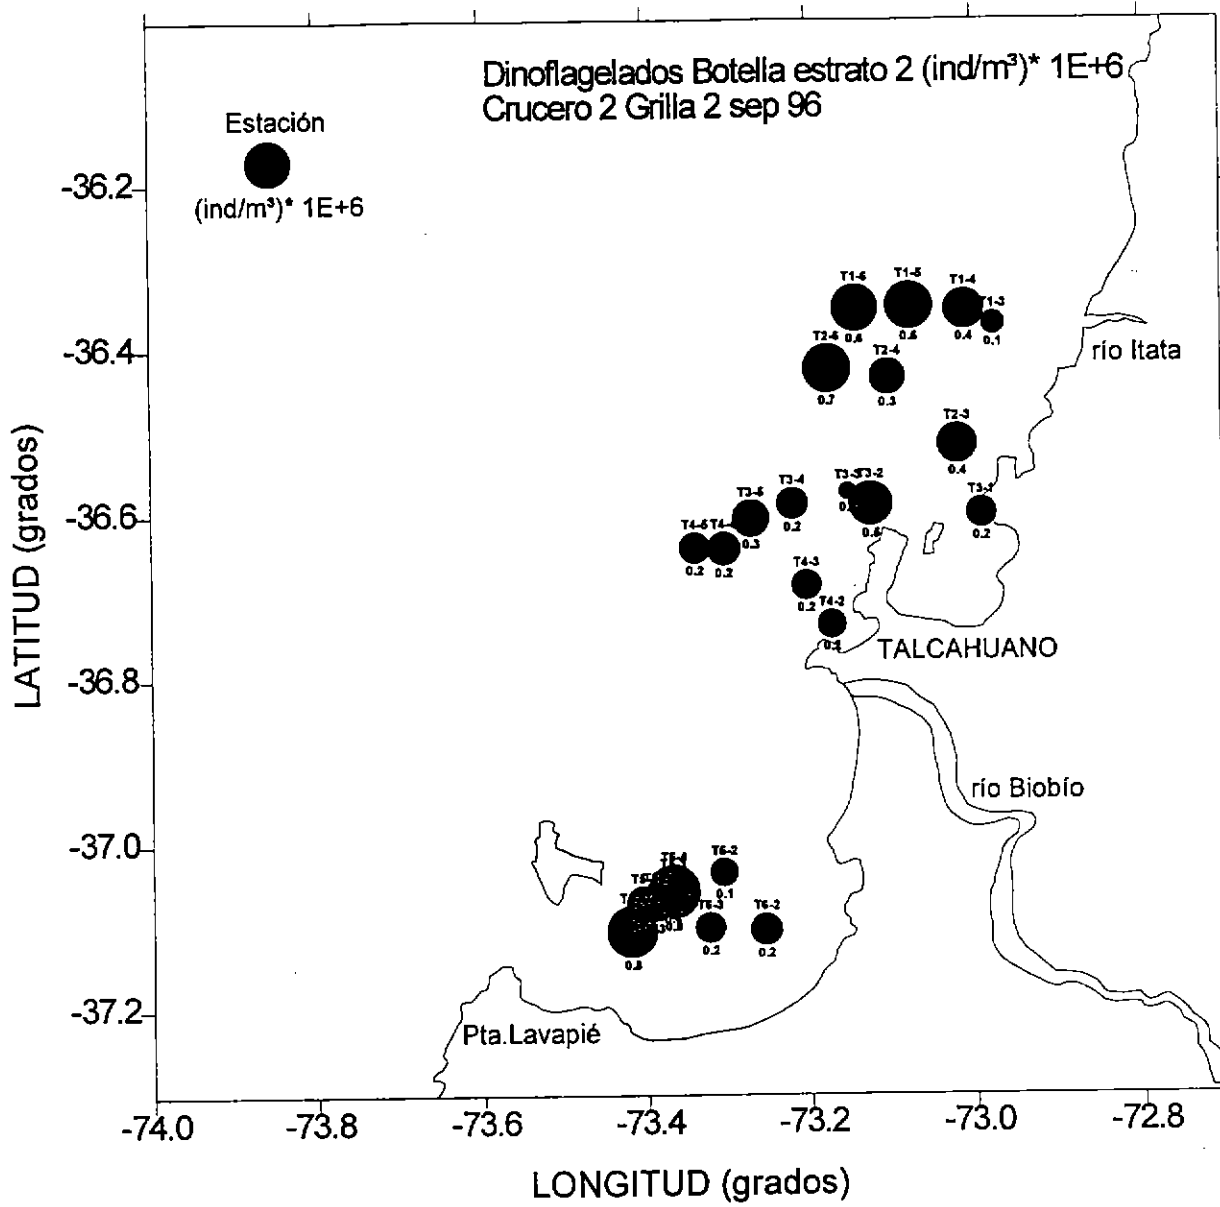 Dinoflagelados Botella estrato 2 (ind/m³)* 1E+6
Crucero 2 Grilla 2 sep 96
Estación
(ind/m³)* 1E+6
-36.2
-36.4
-36.6
-36.8
-37.0
-37.2
LATITUD (grados)
T1-6
T1-5
T1-4
T1-3
0.6
0.6
0.4
0.1
T2-6
T2-4
0.7
0.3
T2-3
0.4
río Itata
T3-5
T3-4
T3-3
T3-2
T3-1
0.3
0.2
0.5
0.2
T4-6
0.2
0.2
T4-3
0.2
T4-2
TALCAHUANO
río Biobío
T5-2
0.1
T6-2
0.2
0.2
0.8
Pta.Lavapié
-74.0
-73.8
-73.6
-73.4
-73.2
-73.0
-72.8
LONGITUD (grados)